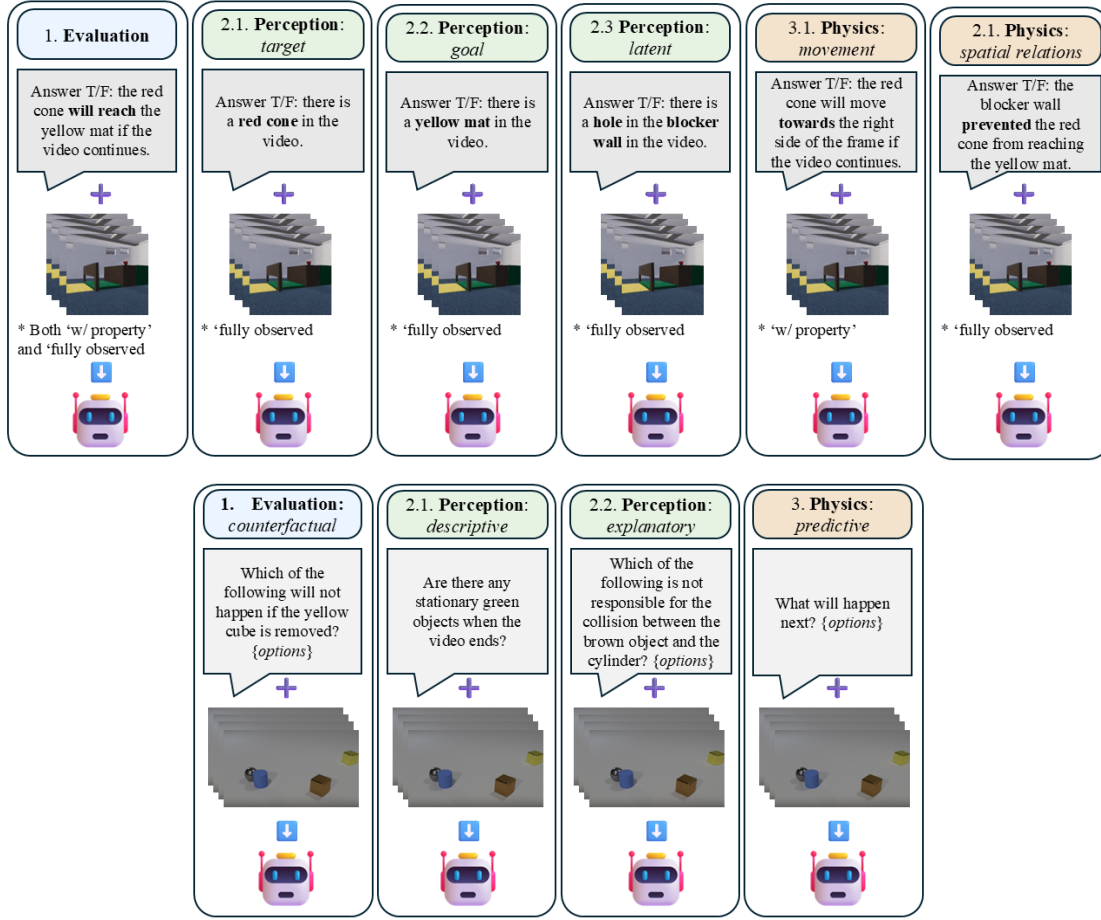 1. Evaluation
Answer T/F: the red
cone will reach the
yellow mat if the
video continues.
* Both ‘w/ property’
and ‘fully observed
2.1. Perception:
target
Answer T/F: there is
a red cone in the
video.
* ‘fully observed
2.2. Perception:
goal
Answer T/F: there is
a yellow mat in the
video.
* ‘fully observed
2.3 Perception:
latent
Answer T/F: there is
a hole in the blocker
wall in the video.
* ‘fully observed
3.1. Physics:
movement
Answer T/F: the red
cone will move
towards the right
side of the frame if
the video continues.
* ‘w/ property’
2.1. Physics:
spatial relations
Answer T/F: the
blocker wall
prevented the red
cone from reaching
the yellow mat.
* ‘fully observed
1. Evaluation:
counterfactual
Which of the
following will not
happen if the yellow
cube is removed?
{options}
2.1. Perception:
descriptive
Are there any
stationary green
objects when the
video ends?
2.2. Perception:
explanatory
Which of the
following is not
responsible for the
collision between the
brown object and the
cylinder? {options}
3. Physics:
predictive
What will happen
next? {options}